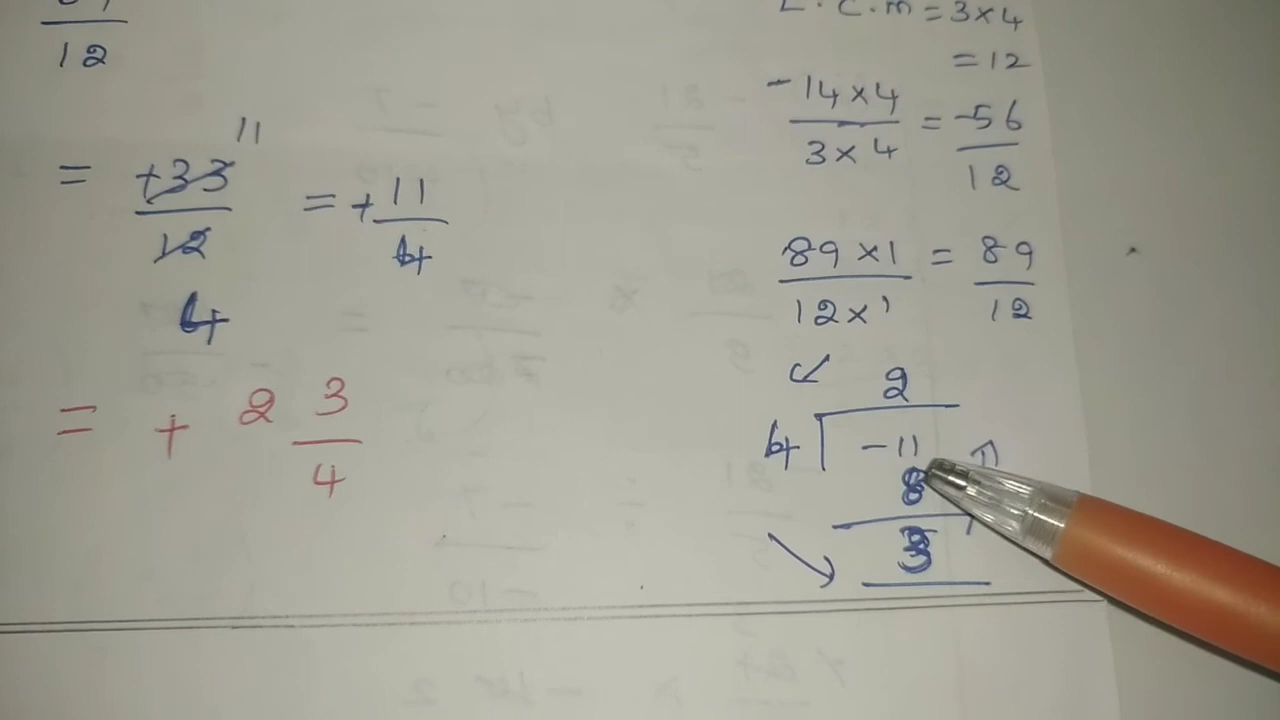 12
= +33/12 11 4 = +11/4
= + 2 3/4
L.C.M = 3×4
= 12
-14×4/3×4 = -56/12
89×1/12×1 = 89/12
2
4 -11
8
3